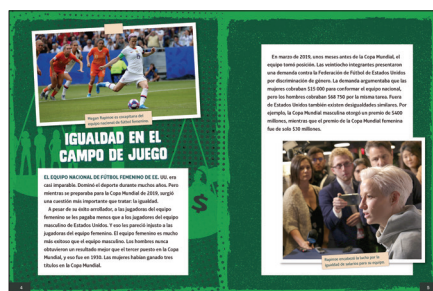 Megan Rapinoe es cocapitana del
equipo nacional de fútbol femenino.
IGUALDAD EN EL
CAMPO DE JUEGO
EL EQUIPO NACIONAL DE FÚTBOL FEMENINO DE EE. UU. era
casi imparable. Dominó el deporte durante muchos años. Pero
mientras se preparaba para la Copa Mundial de 2019, surgió
una cuestión más importante que tratar: la igualdad.
A pesar de su éxito arrollador, a las jugadoras del equipo
femenino se les pagaba menos que a los jugadores del equipo
masculino de Estados Unidos. Y eso les pareció injusto a las
jugadoras del equipo femenino. El equipo femenino es mucho
más exitoso que el equipo masculino. Los hombres nunca
obtuvieron un resultado mejor que el tercer puesto en la Copa
Mundial, y eso fue en 1930. Las mujeres habían ganado tres
títulos en la Copa Mundial.
4
En marzo de 2019, unos meses antes de la Copa Mundial, el
equipo tomó posición. Las veintiocho integrantes presentaron
una demanda contra la Federación de Fútbol de Estados Unidos
por discriminación de género. La demanda argumentaba que las
mujeres cobraban $15 000 para conformar el equipo nacional,
pero los hombres cobraban $68 750 por la misma tarea. Fuera
de Estados Unidos también existen desigualdades similares. Por
ejemplo, la Copa Mundial masculina otorgó un premio de $400
millones, mientras que el premio de la Copa Mundial femenina
fue de solo $30 millones.
Rapinoe encabezó la lucha por la
igualdad de salarios para su equipo.
5